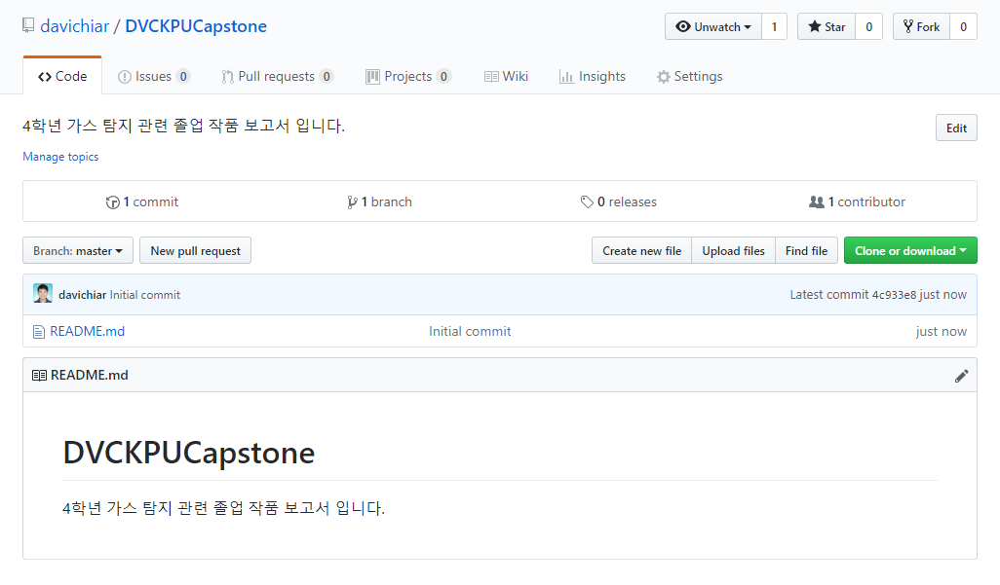 davichiar / DVCKPUCapstone Unwatch 1 Star 0 Fork 0
Code Issues 0 Pull requests 0 Projects 0 Wiki Insights Settings
4학년 가스 탐지 관련 졸업 작품 보고서 입니다. Edit
Manage topics
1 commit 1 branch 0 releases 1 contributor
Branch: master New pull request Create new file Upload files Find file Clone or download
davichiar Initial commit Latest commit 4c933e8 just now
README.md Initial commit just now
README.md
DVCKPUCapstone
4학년 가스 탐지 관련 졸업 작품 보고서 입니다.